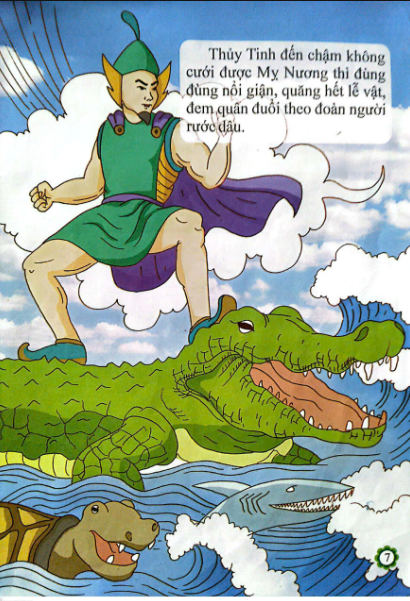 Thủy Tinh đến chậm không
cưới được Mỵ Nương thì đùng
đùng nổi giận, quăng hết lễ vật,
đem quân đuổi theo đoàn người
rước dâu.
7